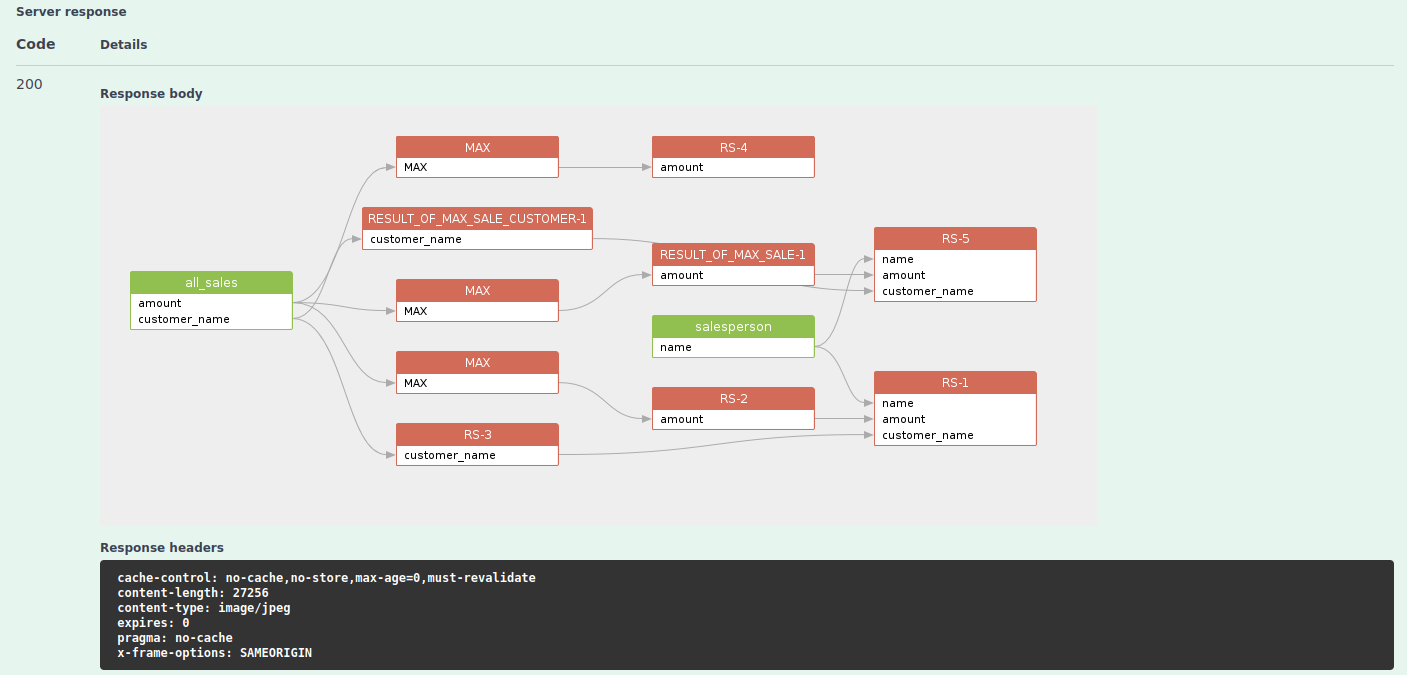 Server response
Code Details
200
Response body
MAX
MAX
RS-4
amount
RESULT_OF_MAX_SALE_CUSTOMER-1
customer_name
RESULT_OF_MAX_SALE-1
amount
RS-5
name
amount
customer_name
all_sales
amount
customer_name
MAX
MAX
salesperson
name
MAX
MAX
RS-2
amount
RS-1
name
amount
customer_name
RS-3
customer_name
Response headers
cache-control: no-cache,no-store,max-age=0,must-revalidate
content-length: 27256
content-type: image/jpeg
expires: 0
pragma: no-cache
x-frame-options: SAMEORIGIN